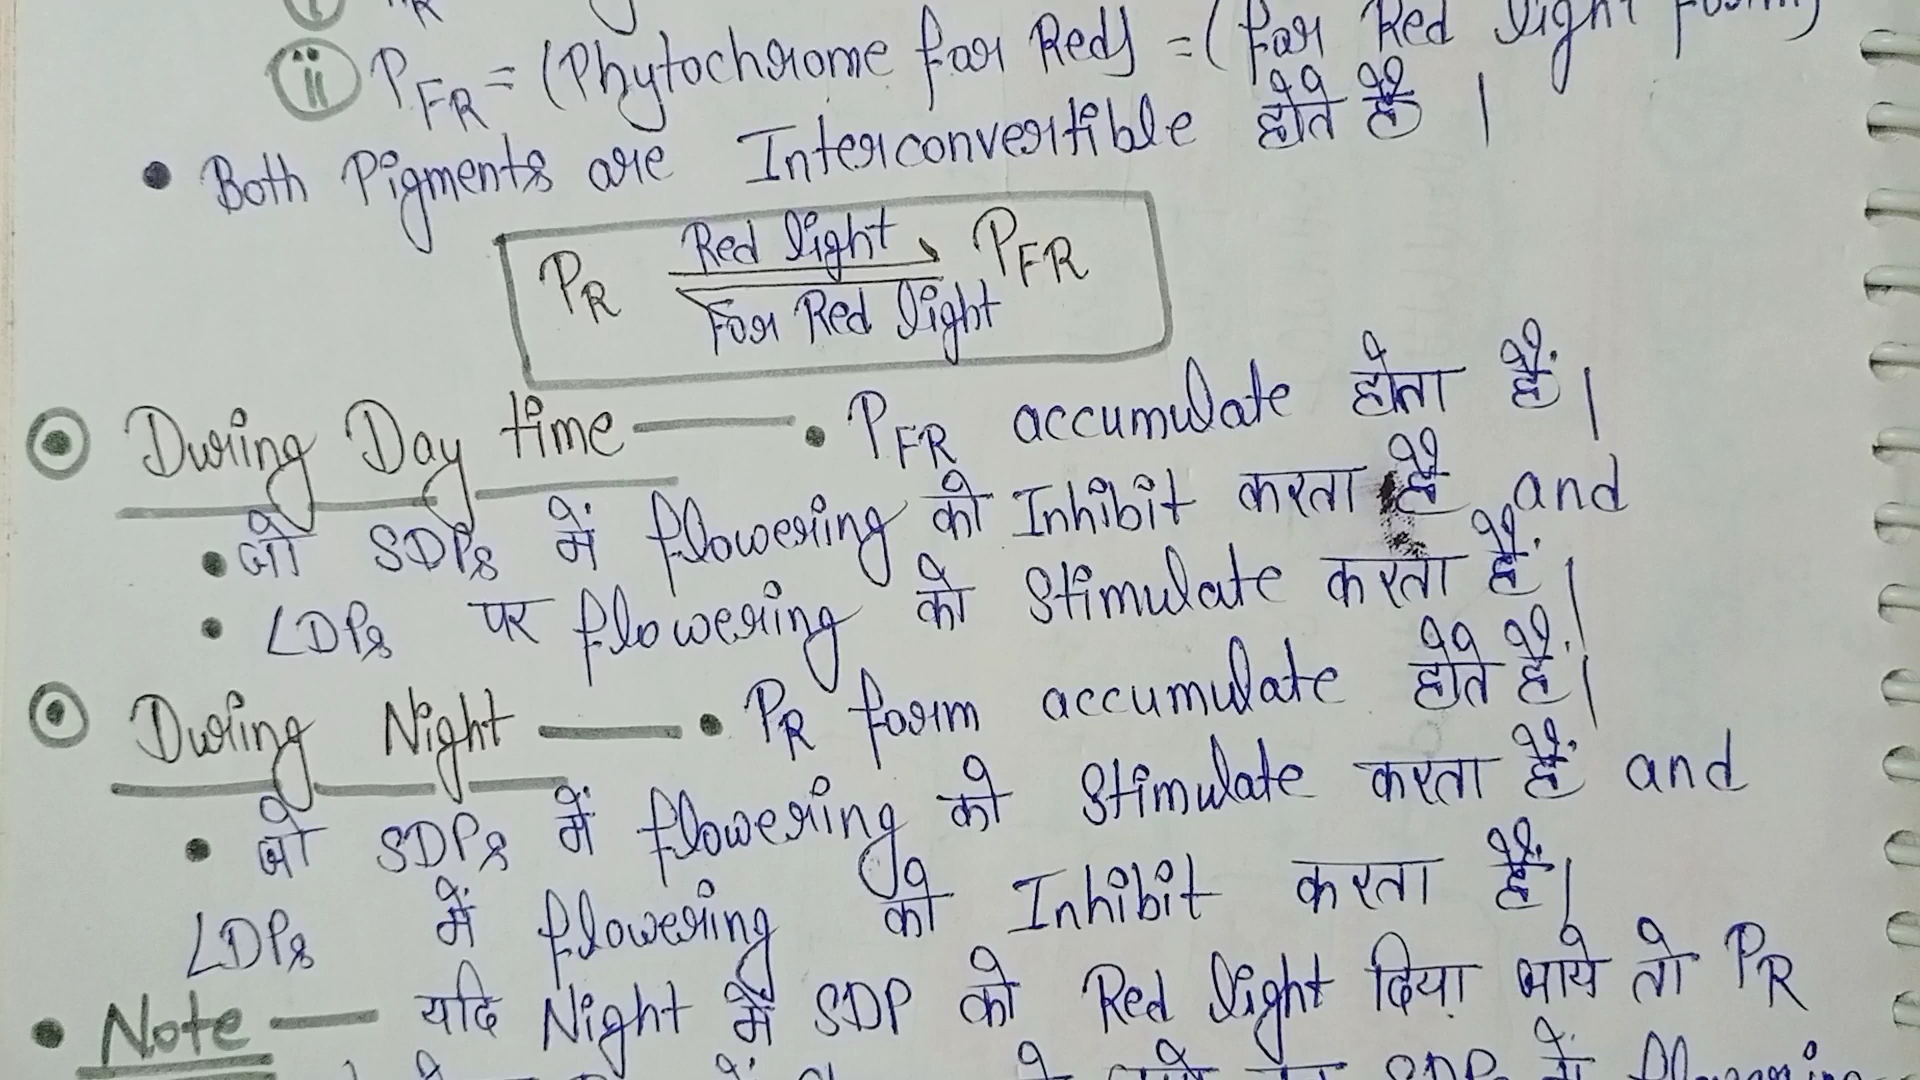 (ii) PFR = (Phytochrome far Red) = (far Red light form)
• Both Pigments are Interconvertible होते है ।
PR Red light PFR
Far Red light
During Day time — • PFR accumulate होता हैं।
• जो SDPs में flowering को Inhibit करता है and
• LDPs पर flowering को Stimulate करता हैं।
During Night — • PR form accumulate होते हैं।
• जो SDPs में flowering को Stimulate करता हैं and
LDPs में flowering को Inhibit करता हैं।
• Note — यदि Night में SDP को Red light दिया जाये तो PR